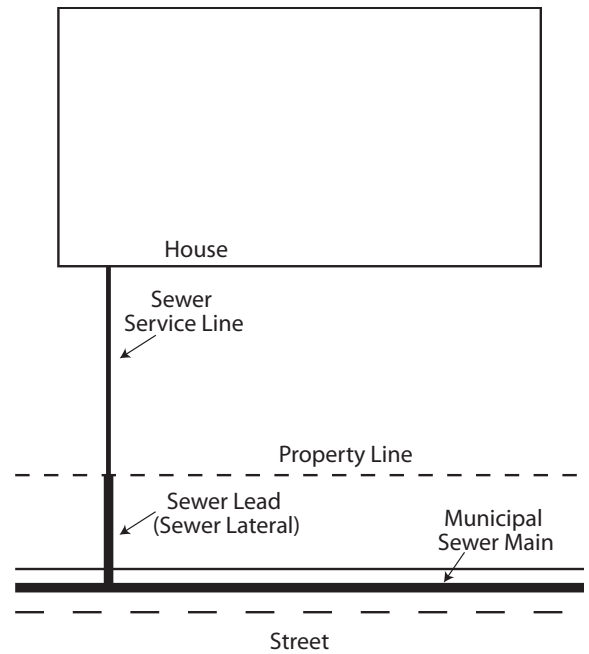 House
Sewer
Service Line
Property Line
Sewer Lead
(Sewer Lateral)
Municipal
Sewer Main
Street